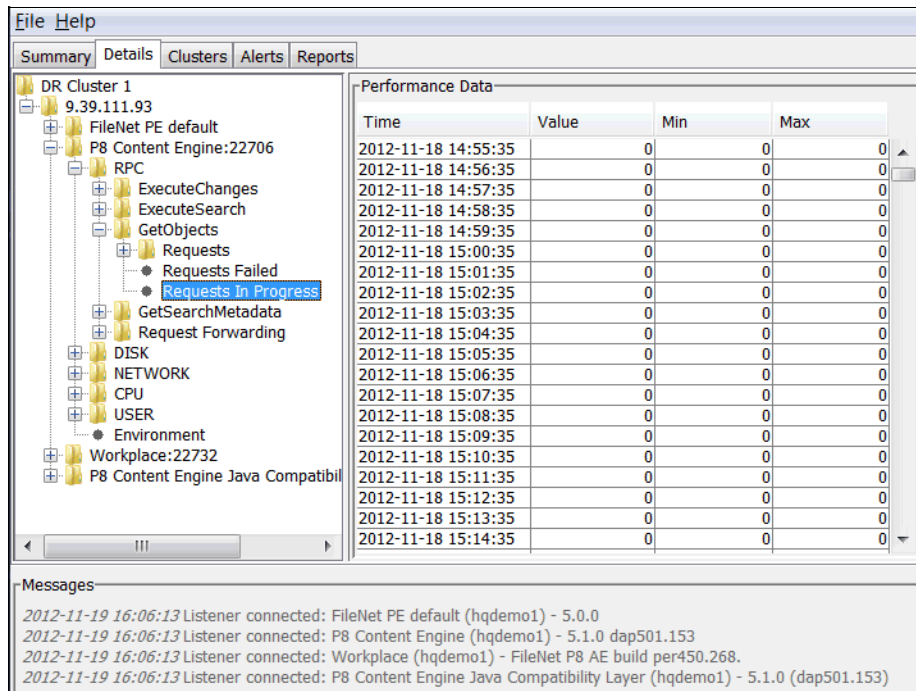 File Help
Summary Details Clusters Alerts Reports
DR Cluster 1
9.39.111.93
FileNet PE default
P8 Content Engine:22706
RPC
ExecuteChanges
ExecuteSearch
GetObjects
Requests
Requests Failed
Requests In Progress
GetSearchMetadata
Request Forwarding
DISK
NETWORK
CPU
USER
Environment
Workplace:22732
P8 Content Engine Java Compatibil
Performance Data
Time Value Min Max
2012-11-18 14:55:35 0 0 0
2012-11-18 14:56:35 0 0 0
2012-11-18 14:57:35 0 0 0
2012-11-18 14:58:35 0 0 0
2012-11-18 14:59:35 0 0 0
2012-11-18 15:00:35 0 0 0
2012-11-18 15:01:35 0 0 0
2012-11-18 15:02:35 0 0 0
2012-11-18 15:03:35 0 0 0
2012-11-18 15:04:35 0 0 0
2012-11-18 15:05:35 0 0 0
2012-11-18 15:06:35 0 0 0
2012-11-18 15:07:35 0 0 0
2012-11-18 15:08:35 0 0 0
2012-11-18 15:09:35 0 0 0
2012-11-18 15:10:35 0 0 0
2012-11-18 15:11:35 0 0 0
2012-11-18 15:12:35 0 0 0
2012-11-18 15:13:35 0 0 0
2012-11-18 15:14:35 0 0 0
Messages
2012-11-19 16:06:13 Listener connected: FileNet PE default (hqdemo1) - 5.0.0
2012-11-19 16:06:13 Listener connected: P8 Content Engine (hqdemo1) - 5.1.0 dap501.153
2012-11-19 16:06:13 Listener connected: Workplace (hqdemo1) - FileNet P8 AE build per450.268.
2012-11-19 16:06:13 Listener connected: P8 Content Engine Java Compatibility Layer (hqdemo1) - 5.1.0 (dap501.153)